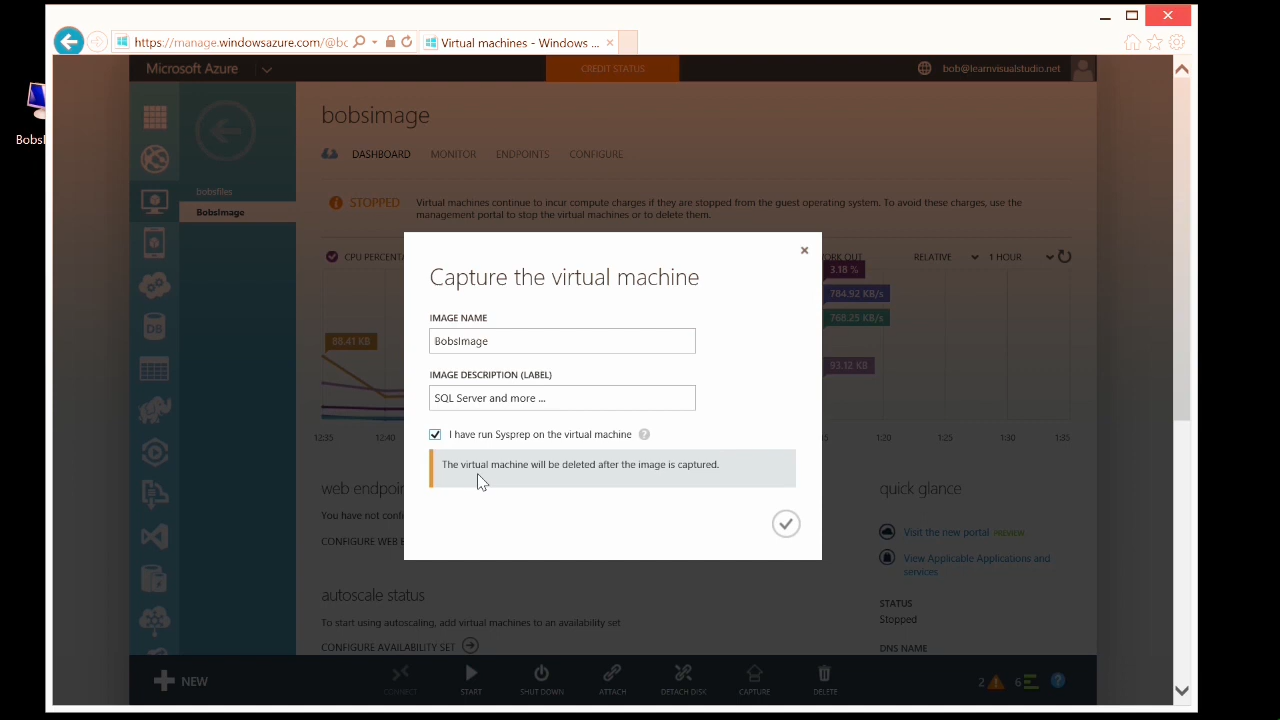 https://manage.windowsazure.com/@bc
Virtual machines - Windows ...
Microsoft Azure
CREDIT STATUS
bob@learnvisualstudio.net
bobsimage
DASHBOARD MONITOR ENDPOINTS CONFIGURE
bobsfiles
BobsImage
STOPPED
Virtual machines continue to incur compute charges if they are stopped from the guest operating system. To avoid these charges, use the
management portal to stop the virtual machines or to delete them.
RELATIVE 1 HOUR
3.18 %
784.92 KB/s
768.25 KB/s
88.41 KB
93.12 KB
Capture the virtual machine
IMAGE NAME
BobsImage
IMAGE DESCRIPTION (LABEL)
SQL Server and more ...
I have run Sysprep on the virtual machine
The virtual machine will be deleted after the image is captured.
12:35 12:40 1:20 1:25 1:30 1:35
web endpoin
quick glance
You have not confi
CONFIGURE WEB E
Visit the new portal PREVIEW
View Applicable Applications and
services
autoscale status
To start using autoscaling, add virtual machines to an availability set
CONFIGURE AVAILABILITY SET
STATUS
Stopped
DNS NAME
NEW
CONNECT START SHUT DOWN ATTACH DETACH DISK CAPTURE DELETE
2 6